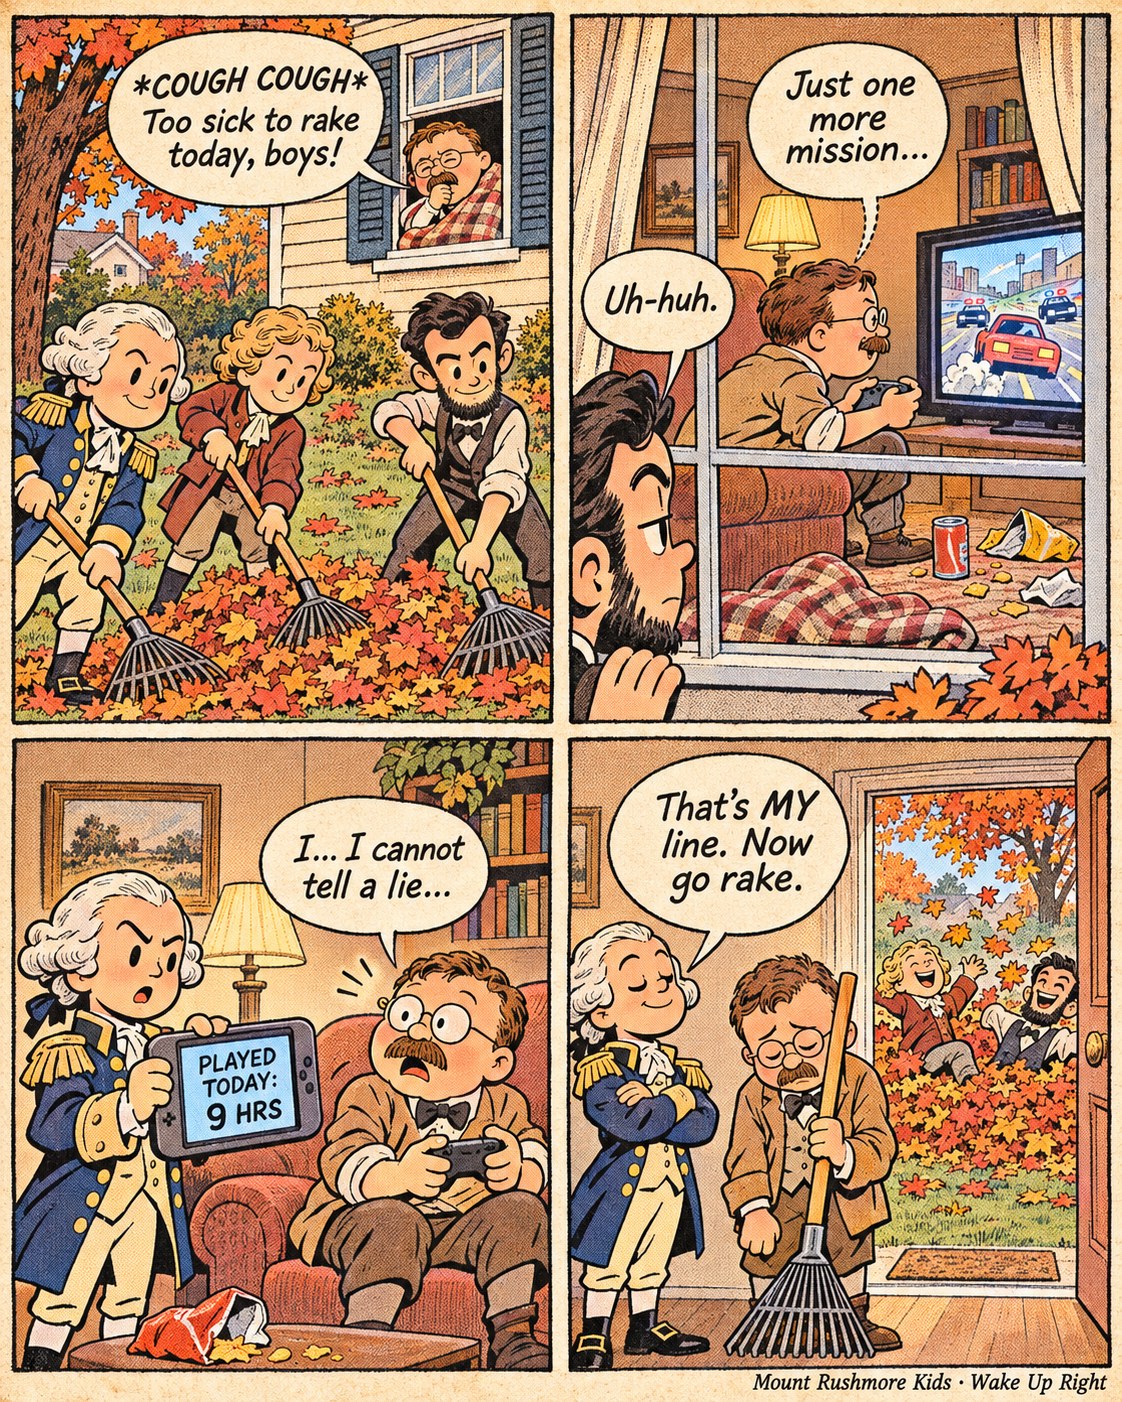 *COUGH COUGH*
Too sick to rake
today, boys!
Just one
more
mission...
Uh-huh.
I... I cannot
tell a lie...
PLAYED
TODAY:
9 HRS
That's MY
line. Now
go rake.
Mount Rushmore Kids · Wake Up Right